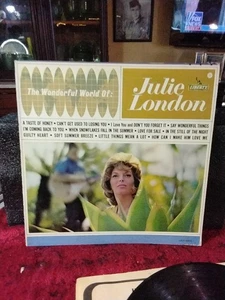 The Wonderful World Of:
Julie
London
LIBERTY
A TASTE OF HONEY • CAN'T GET USED TO LOSING YOU • I Love You and DON'T YOU FORGET IT • SAY WONDERFUL THINGS
I'M COMING BACK TO YOU • WHEN SNOWFLAKES FALL IN THE SUMMER • LOVE FOR SALE • IN THE STILL OF THE NIGHT
GUILTY HEART • SOFT SUMMER BREEZE • LITTLE THINGS MEAN A LOT • HOW CAN I MAKE HIM LOVE ME